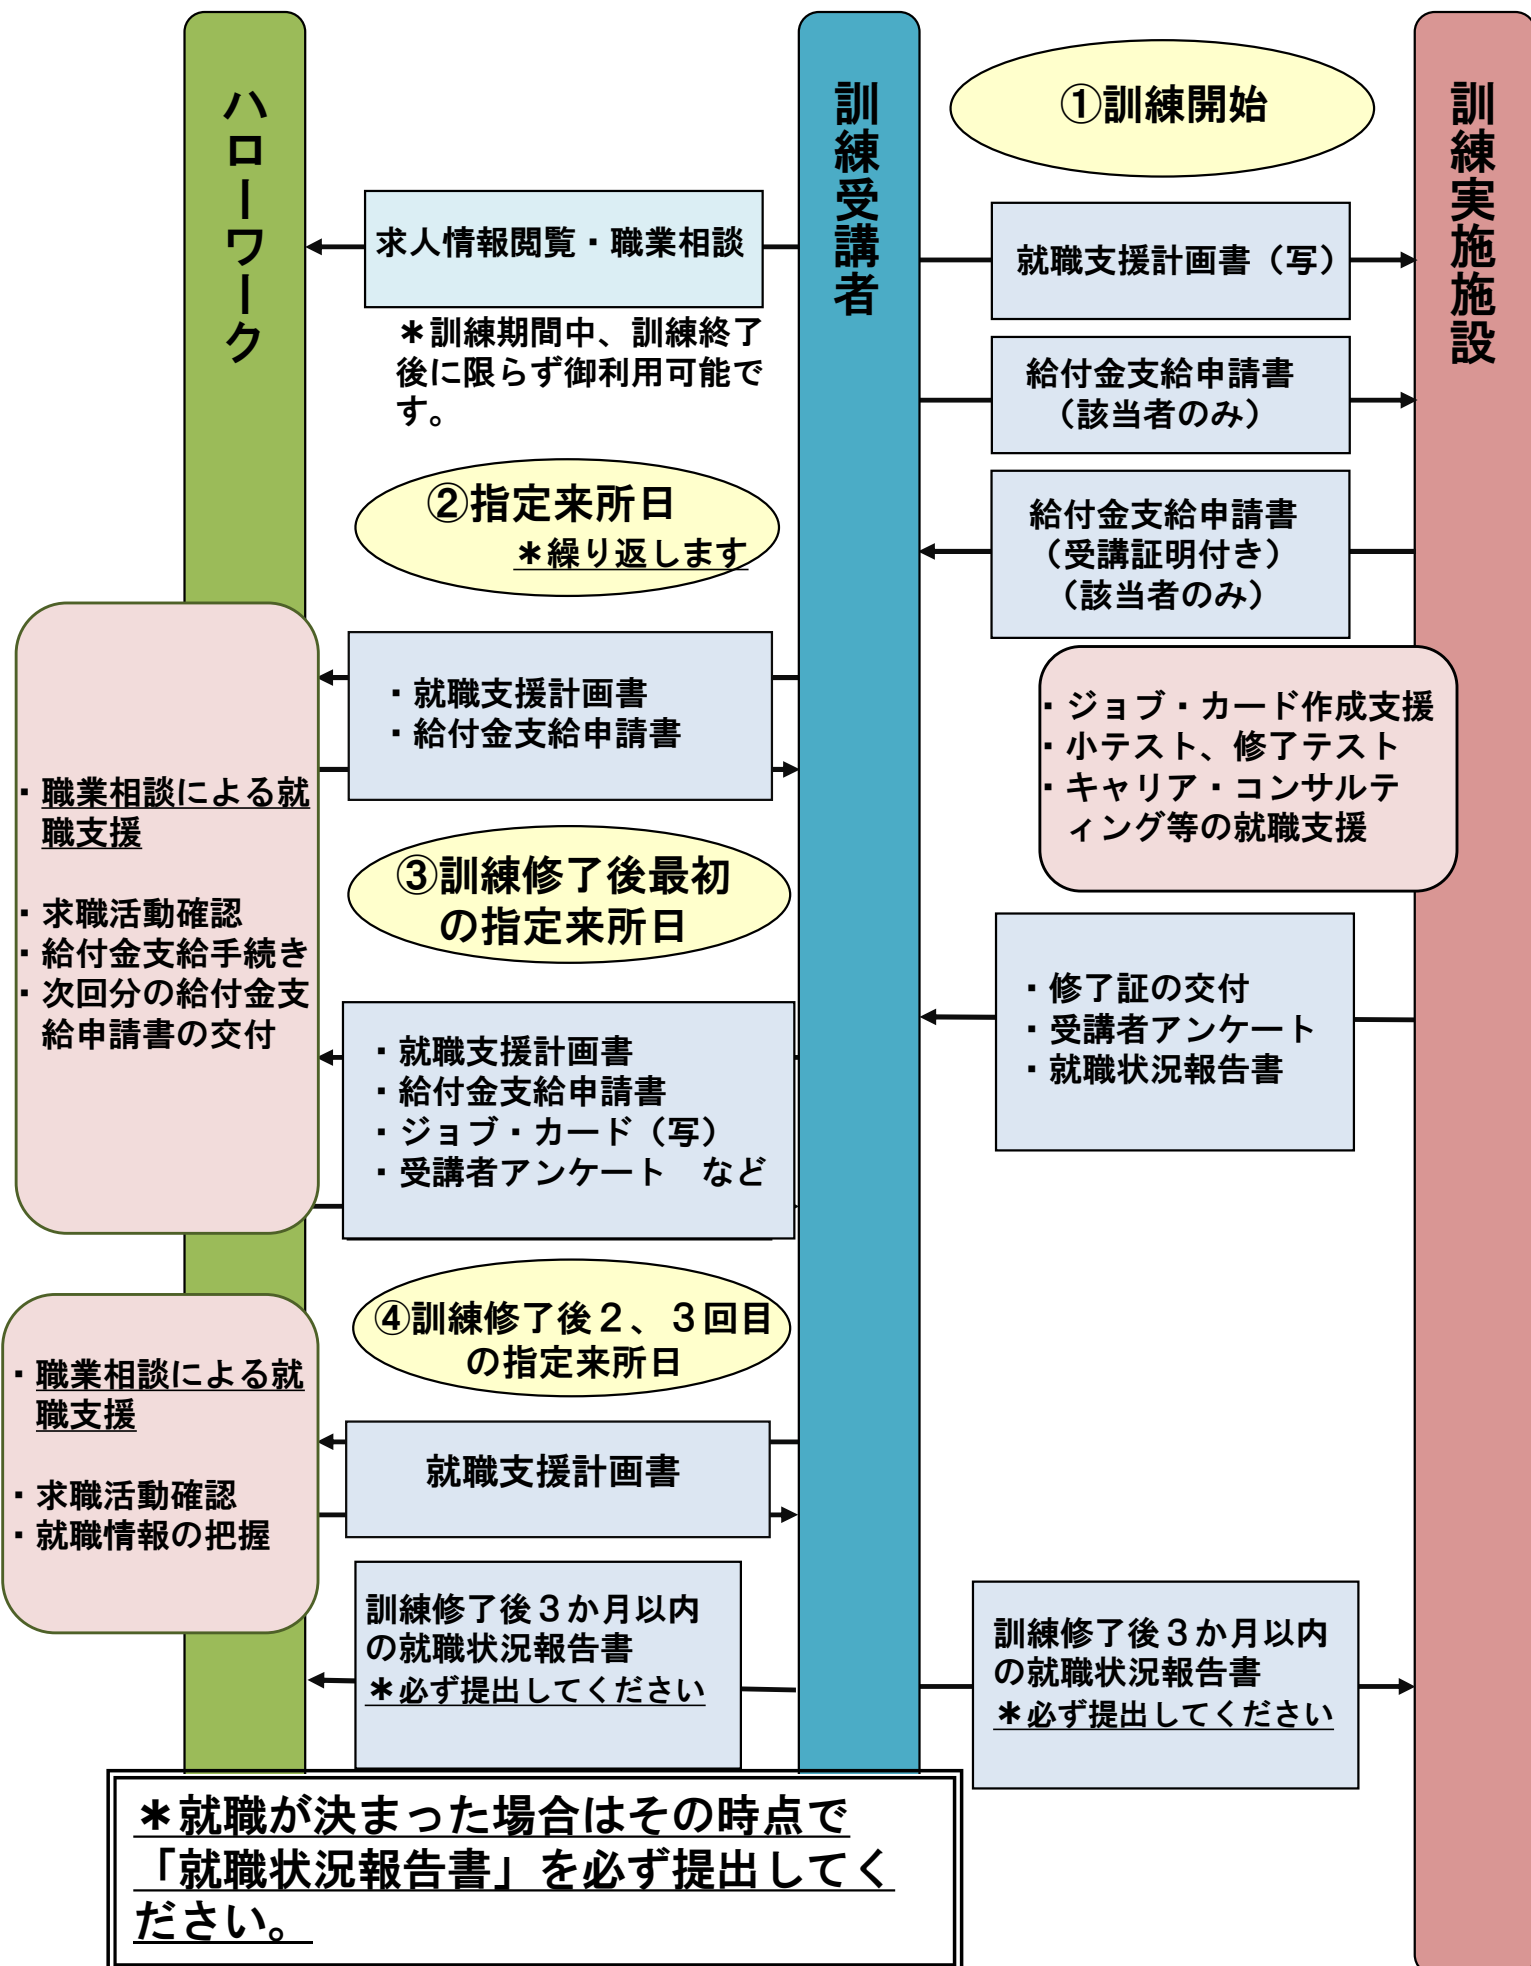 ハローワーク
訓練受講者
訓練実施施設
①訓練開始
求人情報閲覧・職業相談
＊訓練期間中、訓練終了
後に限らず御利用可能で
す。
就職支援計画書（写）
給付金支給申請書
（該当者のみ）
給付金支給申請書
（受講証明付き）
（該当者のみ）
②指定来所日
＊繰り返します
・就職支援計画書
・給付金支給申請書
・ジョブ・カード作成支援
・小テスト、修了テスト
・キャリア・コンサルテ
ィング等の就職支援
・職業相談による就
職支援
・求職活動確認
・給付金支給手続き
・次回分の給付金支
給申請書の交付
③訓練修了後最初
の指定来所日
・修了証の交付
・受講者アンケート
・就職状況報告書
・就職支援計画書
・給付金支給申請書
・ジョブ・カード（写）
・受講者アンケート　など
④訓練修了後２、３回目
の指定来所日
・職業相談による就
職支援
・求職活動確認
・就職情報の把握
就職支援計画書
訓練修了後３か月以内
の就職状況報告書
＊必ず提出してください
訓練修了後３か月以内
の就職状況報告書
＊必ず提出してください
＊就職が決まった場合はその時点で
「就職状況報告書」を必ず提出してく
ださい。